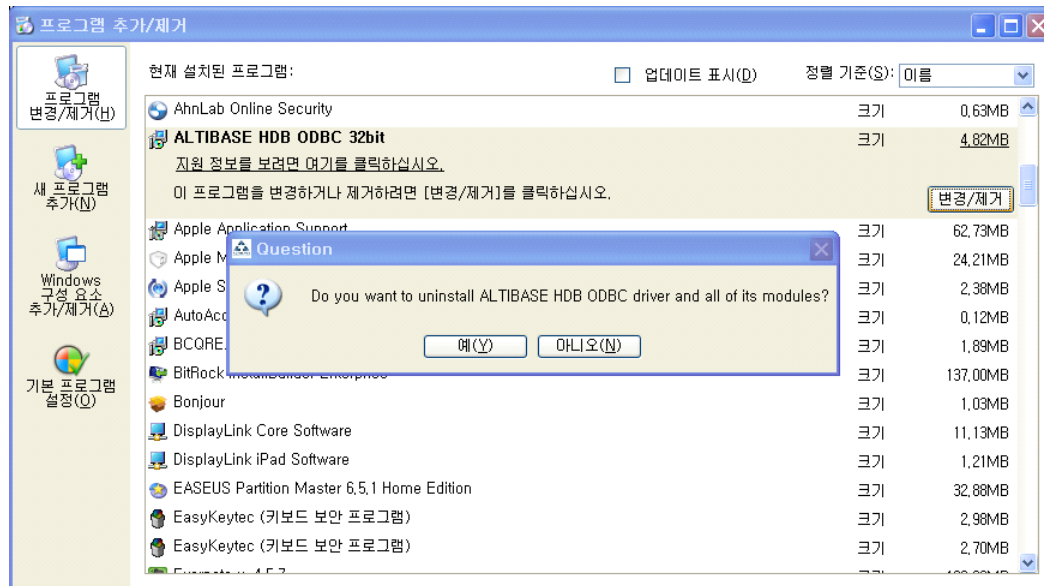 프로그램 추가/제거
프로그램
변경/제거(H)
새 프로그램
추가(N)
Windows
구성 요소
추가/제거(A)
기본 프로그램
설정(O)
현재 설치된 프로그램:
업데이트 표시(D)
정렬 기준(S): 이름
AhnLab Online Security 크기 0,63MB
ALTIBASE HDB ODBC 32bit 크기 4,82MB
지원 정보를 보려면 여기를 클릭하십시오.
이 프로그램을 변경하거나 제거하려면 [변경/제거]를 클릭하십시오.
변경/제거
Apple Application Support 크기 62,73MB
Apple 크기 24,21MB
Apple 크기 2,38MB
크기 0,12MB
크기 1,89MB
BitRock 크기 137,00MB
Question
Do you want to uninstall ALTIBASE HDB ODBC driver and all of its modules?
예(Y)
아니오(N)
Bonjour 크기 1,03MB
DisplayLink Core Software 크기 11,13MB
DisplayLink iPad Software 크기 1,21MB
EASEUS Partition Master 6,5,1 Home Edition 크기 32,88MB
EasyKeytec (키보드 보안 프로그램) 크기 2,98MB
EasyKeytec (키보드 보안 프로그램) 크기 2,70MB